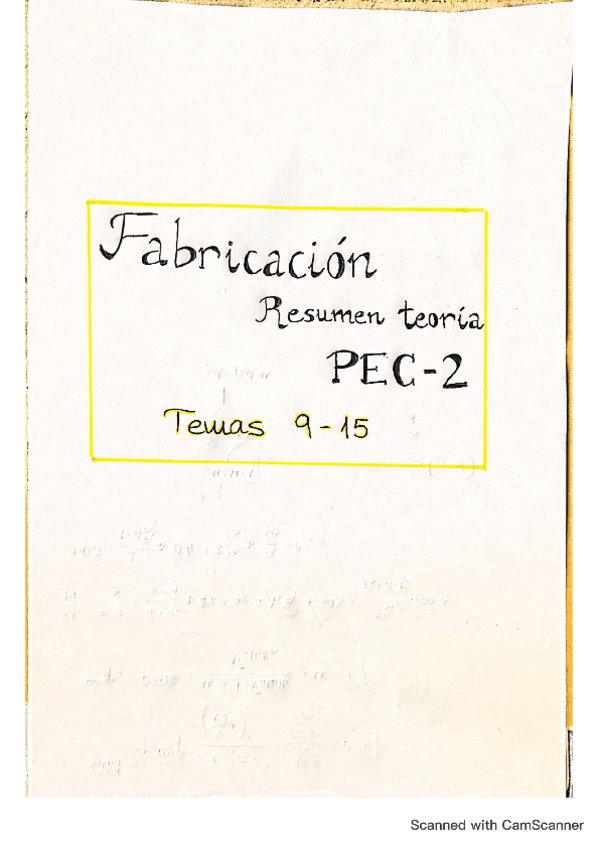 Fabricación
Resumen teoría
PEC-2
Temas 9-15
Scanned with CamScanner